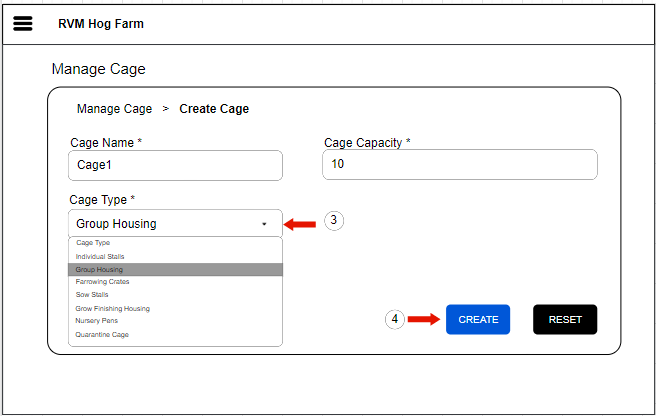 RVM Hog Farm
Manage Cage
Manage Cage > Create Cage
Cage Name *
Cage Capacity *
Cage1
10
Cage Type *
Group Housing
3
Cage Type
Individual Stalls
Group Housing
Farrowing Crates
Sow Stalls
Grow Finishing Housing
Nursery Pens
Quarantine Cage
4
CREATE
RESET